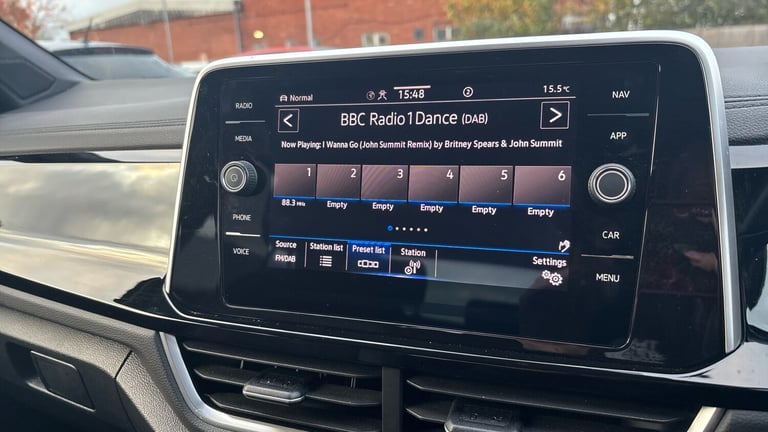 RADIO
MEDIA
PHONE
VOICE
Normal
15:48
15.5°C
< BBC Radio 1 Dance (DAB) >
Now Playing: I Wanna Go (John Summit Remix) by Britney Spears & John Summit
1 2 3 4 5 6
88.3 MHz Empty Empty Empty Empty Empty
Source Station list Preset list Station Settings
FM/DAB
NAV
APP
CAR
MENU